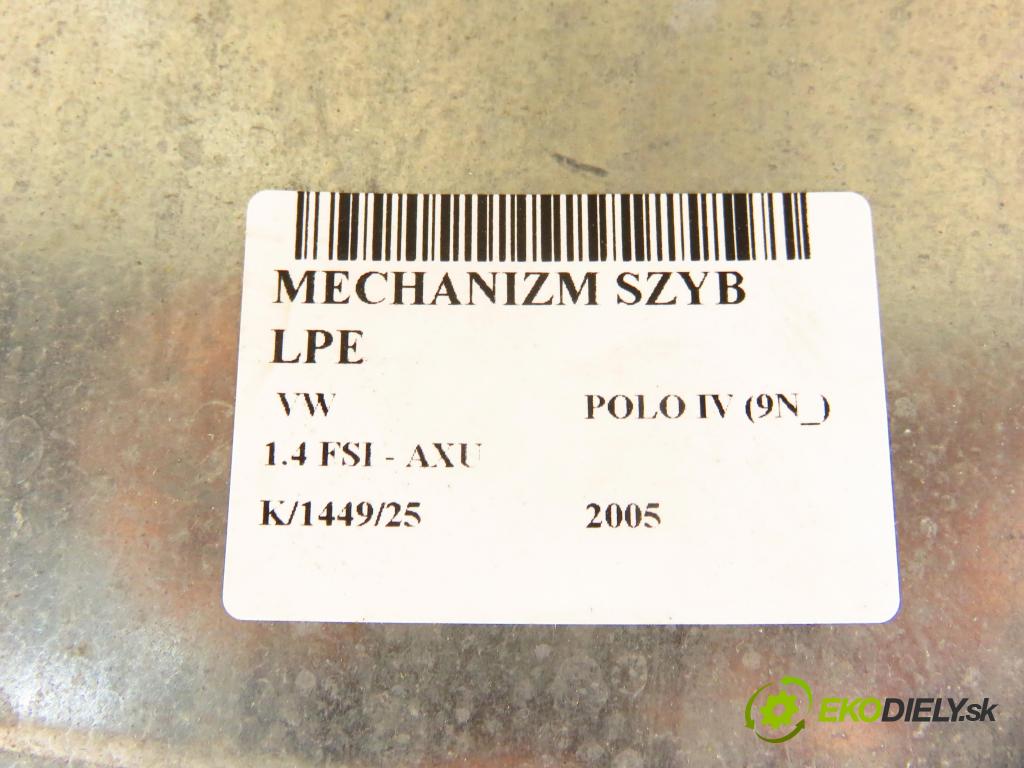 MECHANIZM SZYB
LPE
VW POLO IV (9N_)
1.4 FSI - AXU
K/1449/25 2005
EKODIELY.sk